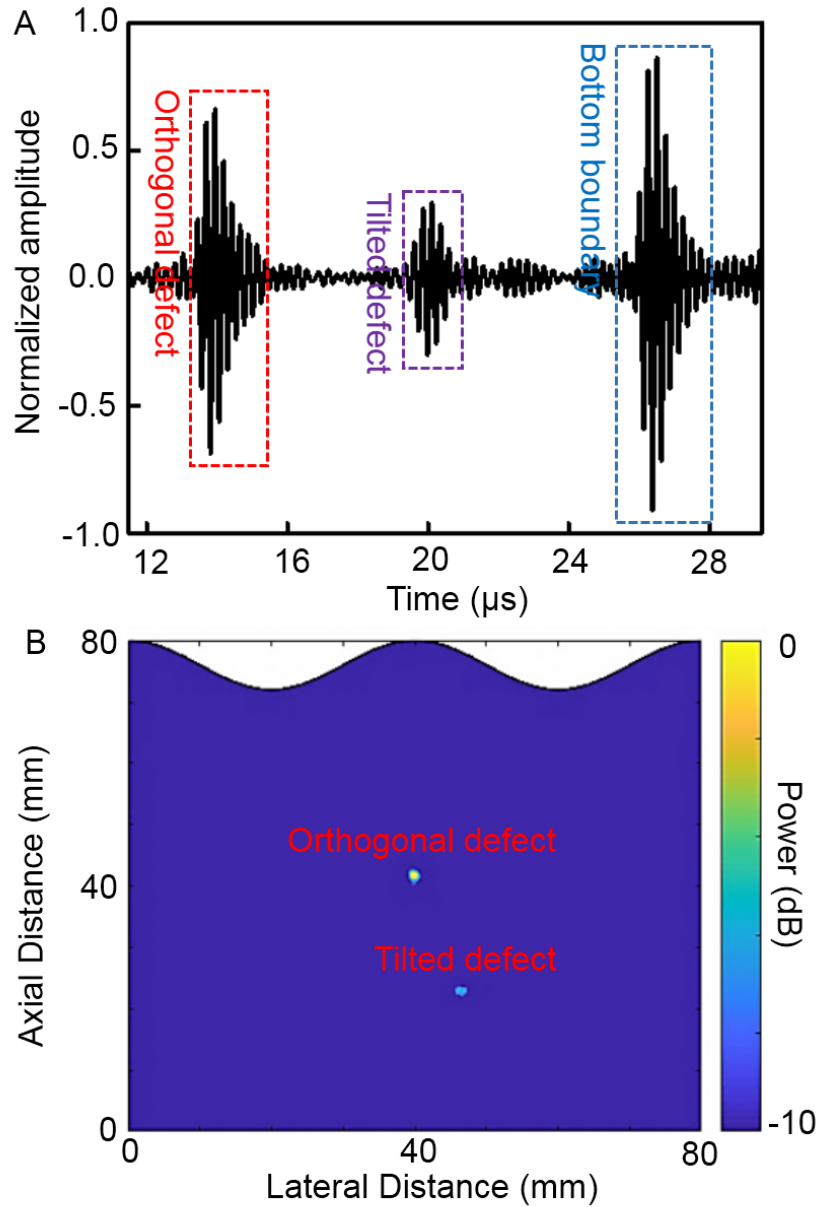 A
1.0
0.5
0.0
-0.5
-1.0
Normalized amplitude
Orthogonal defect
Tilted defect
Bottom boundary
12 16 20 24 28
Time (μs)
B
80
40
0
Axial Distance (mm)
Orthogonal defect
Tilted defect
0 40 80
Lateral Distance (mm)
0
-10
Power (dB)